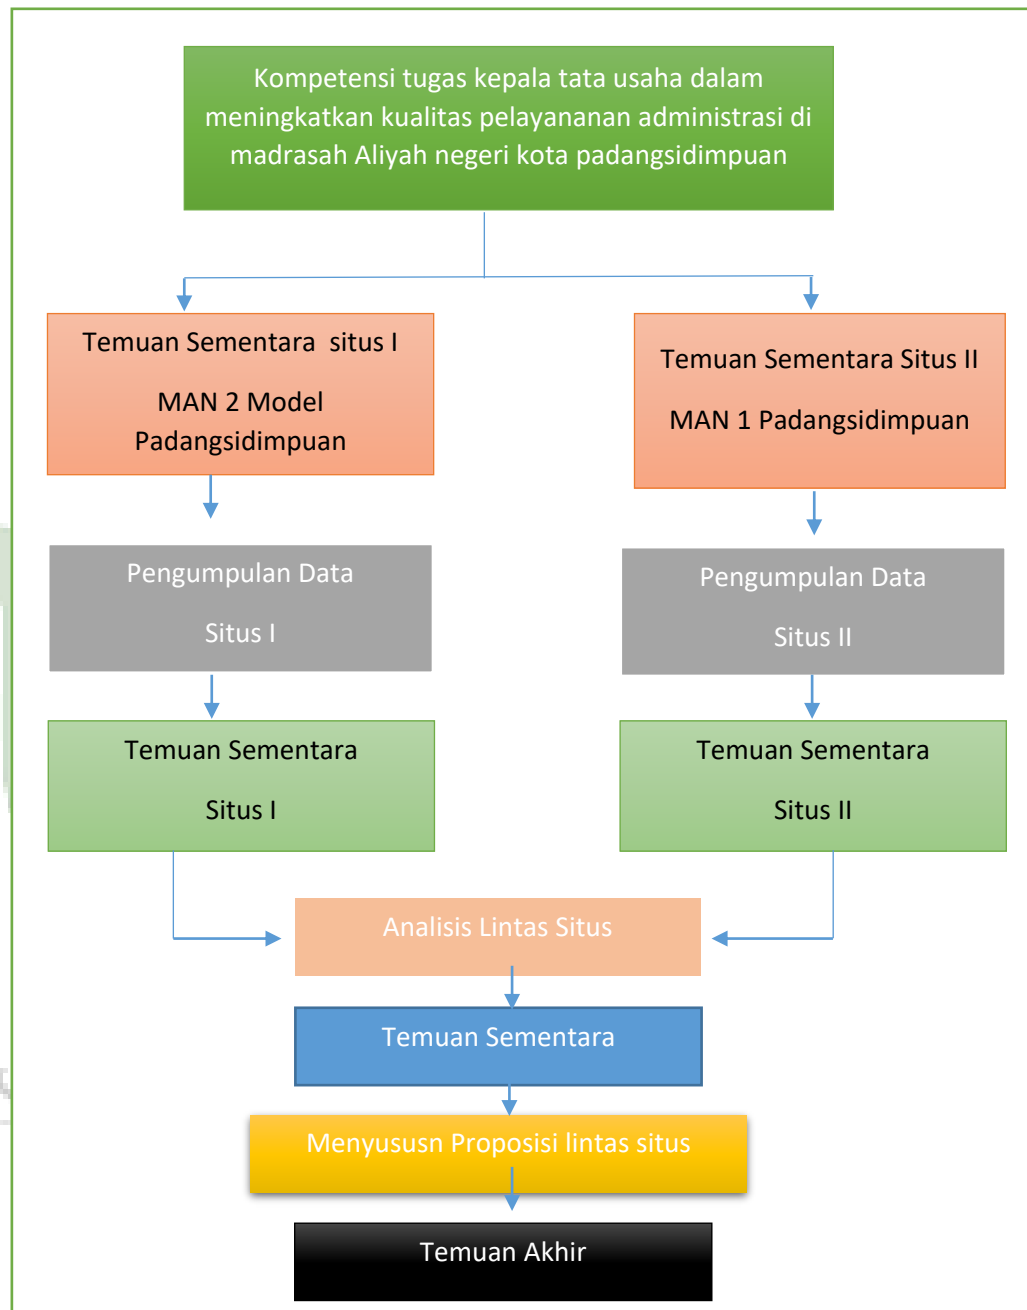 Kompetensi tugas kepala tata usaha dalam
meningkatkan kualitas pelayananan administrasi di
madrasah Aliyah negeri kota padangsidimpuan
Temuan Sementara situs I
MAN 2 Model
Padangsidimpuan
Temuan Sementara Situs II
MAN 1 Padangsidimpuan
Pengumpulan Data
Situs I
Pengumpulan Data
Situs II
Temuan Sementara
Situs I
Temuan Sementara
Situs II
Analisis Lintas Situs
Temuan Sementara
Menyususn Proposisi lintas situs
Temuan Akhir